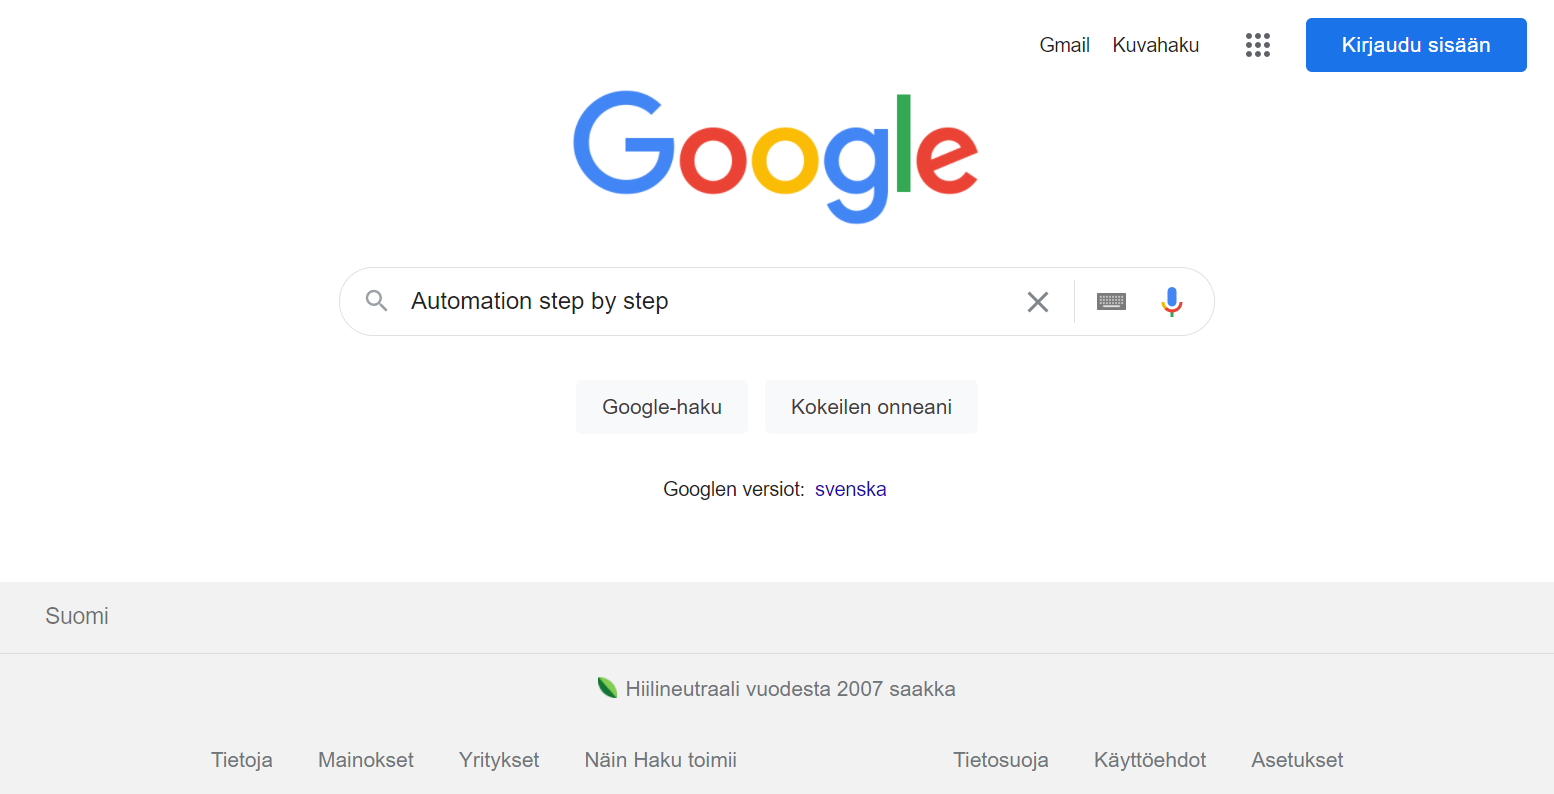 Gmail Kuvahaku Kirjaudu sisään
Google
Automation step by step
Google-haku Kokeilen onneani
Googlen versiot: svenska
Suomi
Hiilineutraali vuodesta 2007 saakka
Tietoja Mainokset Yritykset Näin Haku toimii Tietosuoja Käyttöehdot Asetukset